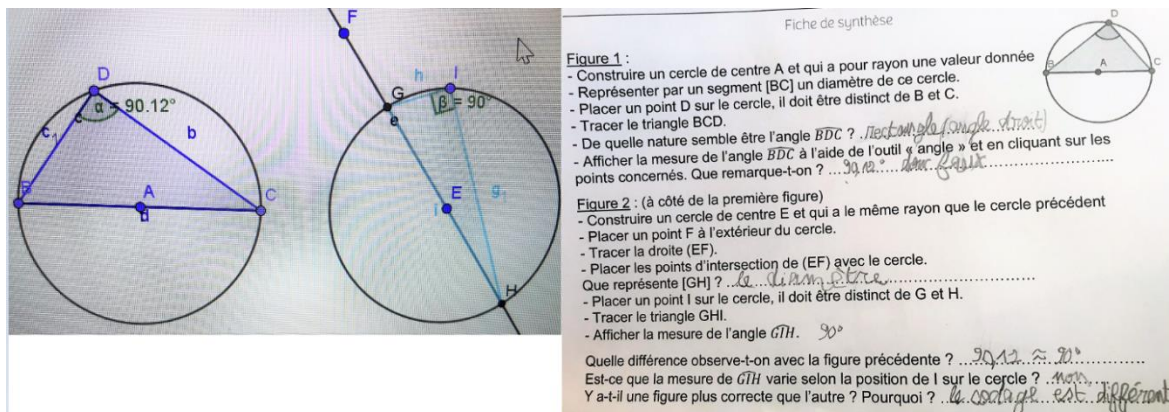 F
D
G
h
I
α = 90.12°
β = 90°
e
c
c₁
b
g₁
B
A
C
d
E
i
H
Fiche de synthèse
D
B
A
C
Figure 1 :
- Construire un cercle de centre A et qui a pour rayon une valeur donnée
- Représenter par un segment [BC] un diamètre de ce cercle.
- Placer un point D sur le cercle, il doit être distinct de B et C.
- Tracer le triangle BCD.
- De quelle nature semble être l'angle BDC ? Rectangle (angle droit)
- Afficher la mesure de l'angle BDC à l'aide de l'outil « angle » et en cliquant sur les
points concernés. Que remarque-t-on ? 90,12° donc faux
Figure 2 : (à côté de la première figure)
- Construire un cercle de centre E et qui a le même rayon que le cercle précédent
- Placer un point F à l'extérieur du cercle.
- Tracer la droite (EF).
- Placer les points d'intersection de (EF) avec le cercle.
Que représente [GH] ? le diamètre
- Placer un point I sur le cercle, il doit être distinct de G et H.
- Tracer le triangle GHI.
- Afficher la mesure de l'angle GIH. 90°
Quelle différence observe-t-on avec la figure précédente ? 90,12 ≈ 90°
Est-ce que la mesure de GIH varie selon la position de I sur le cercle ? non
Y a-t-il une figure plus correcte que l'autre ? Pourquoi ? le codage est différent